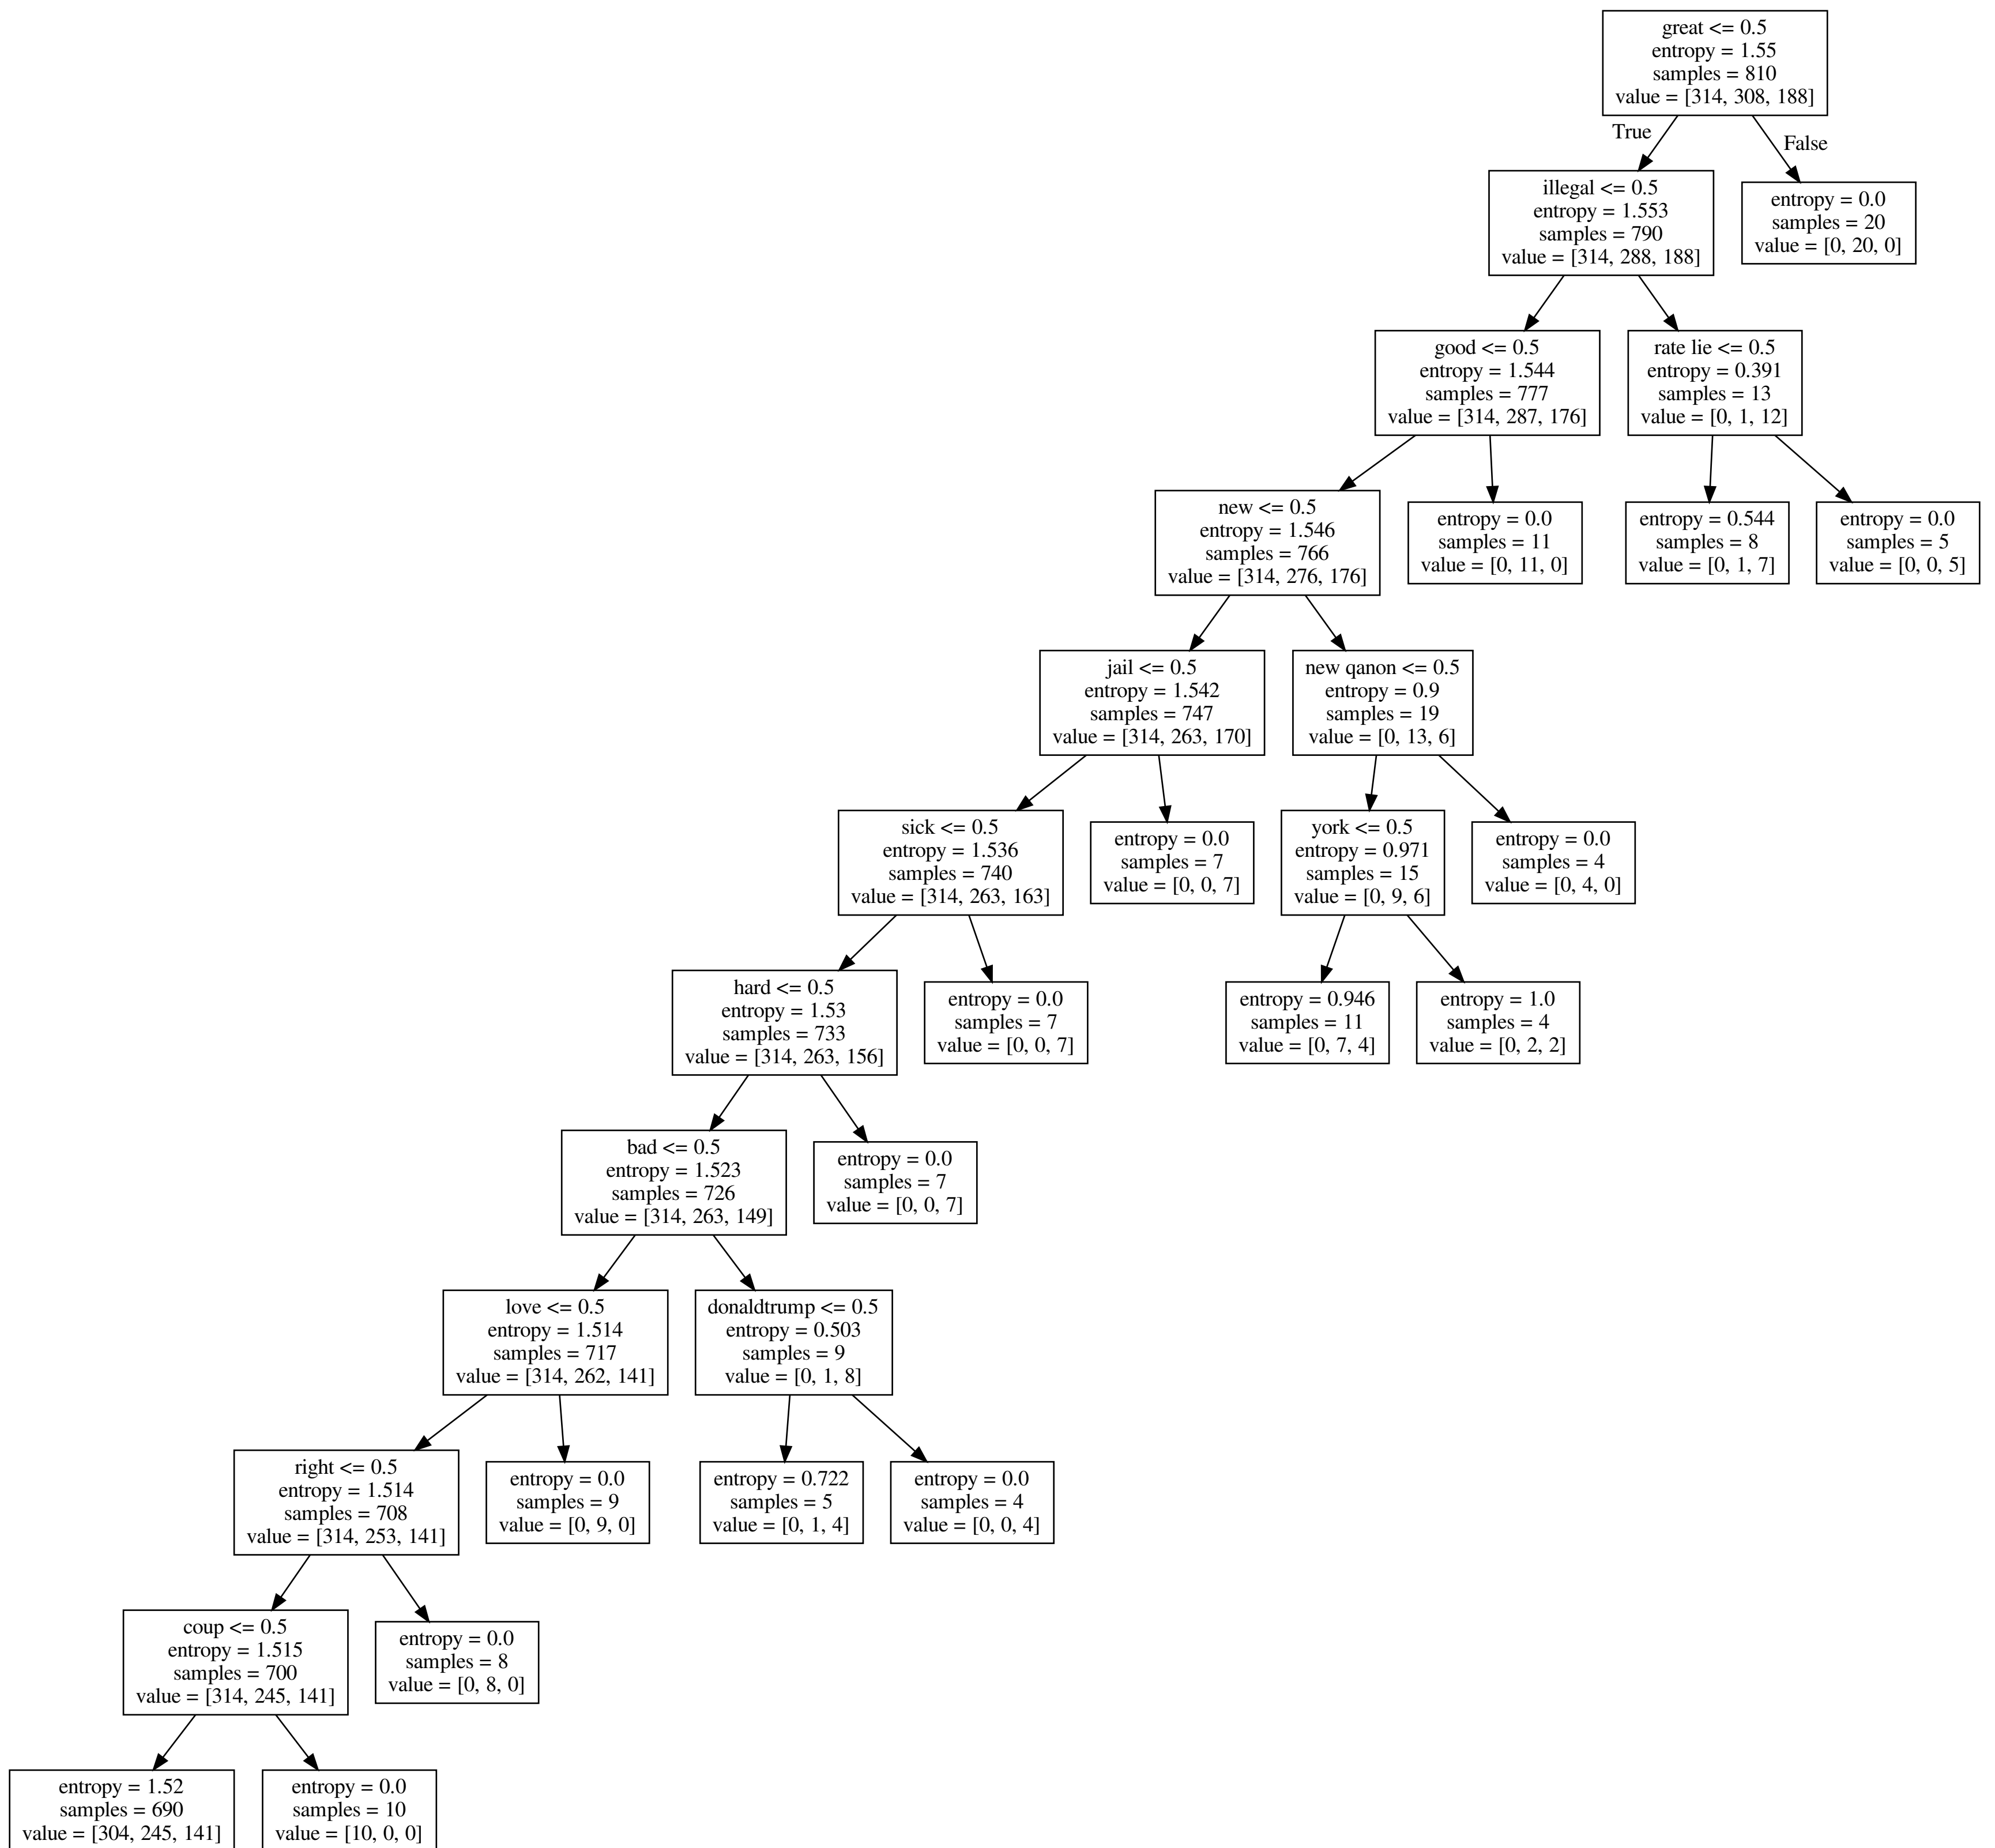 great <= 0.5
entropy = 1.55
samples = 810
value = [314, 308, 188]
True
False
illegal <= 0.5
entropy = 1.553
samples = 790
value = [314, 288, 188]
entropy = 0.0
samples = 20
value = [0, 20, 0]
good <= 0.5
entropy = 1.544
samples = 777
value = [314, 287, 176]
rate lie <= 0.5
entropy = 0.391
samples = 13
value = [0, 1, 12]
new <= 0.5
entropy = 1.546
samples = 766
value = [314, 276, 176]
entropy = 0.0
samples = 11
value = [0, 11, 0]
entropy = 0.544
samples = 8
value = [0, 1, 7]
entropy = 0.0
samples = 5
value = [0, 0, 5]
jail <= 0.5
entropy = 1.542
samples = 747
value = [314, 263, 170]
new qanon <= 0.5
entropy = 0.9
samples = 19
value = [0, 13, 6]
sick <= 0.5
entropy = 1.536
samples = 740
value = [314, 263, 163]
entropy = 0.0
samples = 7
value = [0, 0, 7]
york <= 0.5
entropy = 0.971
samples = 15
value = [0, 9, 6]
entropy = 0.0
samples = 4
value = [0, 4, 0]
hard <= 0.5
entropy = 1.53
samples = 733
value = [314, 263, 156]
entropy = 0.0
samples = 7
value = [0, 0, 7]
entropy = 0.946
samples = 11
value = [0, 7, 4]
entropy = 1.0
samples = 4
value = [0, 2, 2]
bad <= 0.5
entropy = 1.523
samples = 726
value = [314, 263, 149]
entropy = 0.0
samples = 7
value = [0, 0, 7]
love <= 0.5
entropy = 1.514
samples = 717
value = [314, 262, 141]
donaldtrump <= 0.5
entropy = 0.503
samples = 9
value = [0, 1, 8]
right <= 0.5
entropy = 1.514
samples = 708
value = [314, 253, 141]
entropy = 0.0
samples = 9
value = [0, 9, 0]
entropy = 0.722
samples = 5
value = [0, 1, 4]
entropy = 0.0
samples = 4
value = [0, 0, 4]
coup <= 0.5
entropy = 1.515
samples = 700
value = [314, 245, 141]
entropy = 0.0
samples = 8
value = [0, 8, 0]
entropy = 1.52
samples = 690
value = [304, 245, 141]
entropy = 0.0
samples = 10
value = [10, 0, 0]